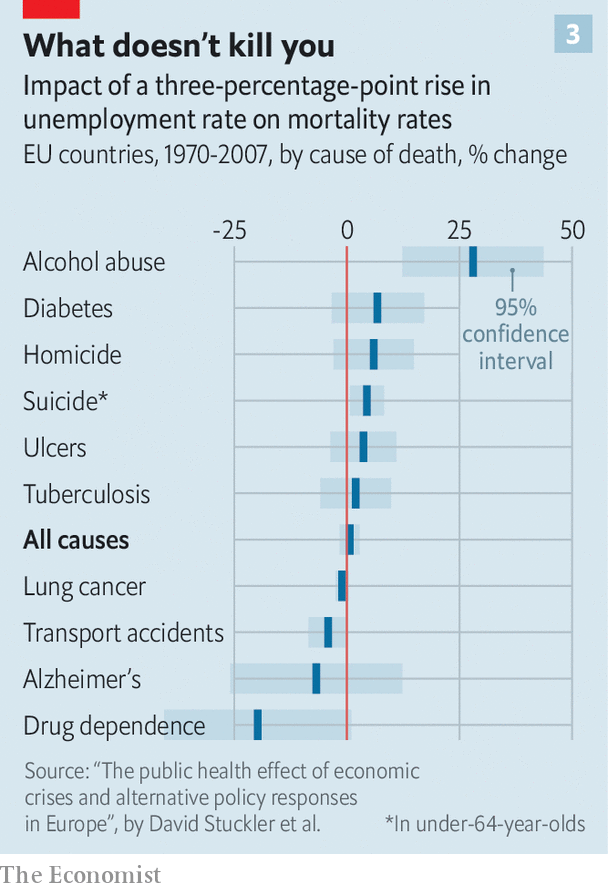 What doesn't kill you
3
Impact of a three-percentage-point rise in
unemployment rate on mortality rates
EU countries, 1970-2007, by cause of death, % change
-25 0 25 50
Alcohol abuse
Diabetes
95%
confidence
interval
Homicide
Suicide*
Ulcers
Tuberculosis
All causes
Lung cancer
Transport accidents
Alzheimer's
Drug dependence
Source: “The public health effect of economic
crises and alternative policy responses
in Europe”, by David Stuckler et al.
*In under-64-year-olds
The Economist